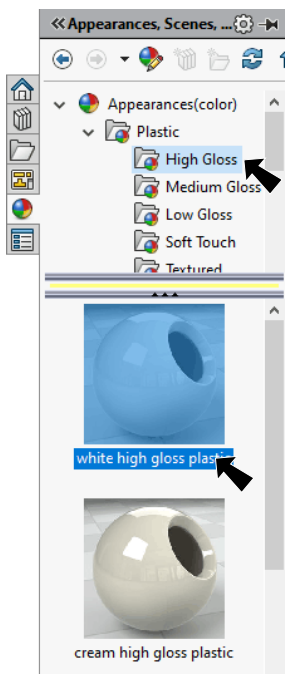 Appearances, Scenes, ...
Appearances(color)
Plastic
High Gloss
Medium Gloss
Low Gloss
Soft Touch
Textured
white high gloss plastic
cream high gloss plastic